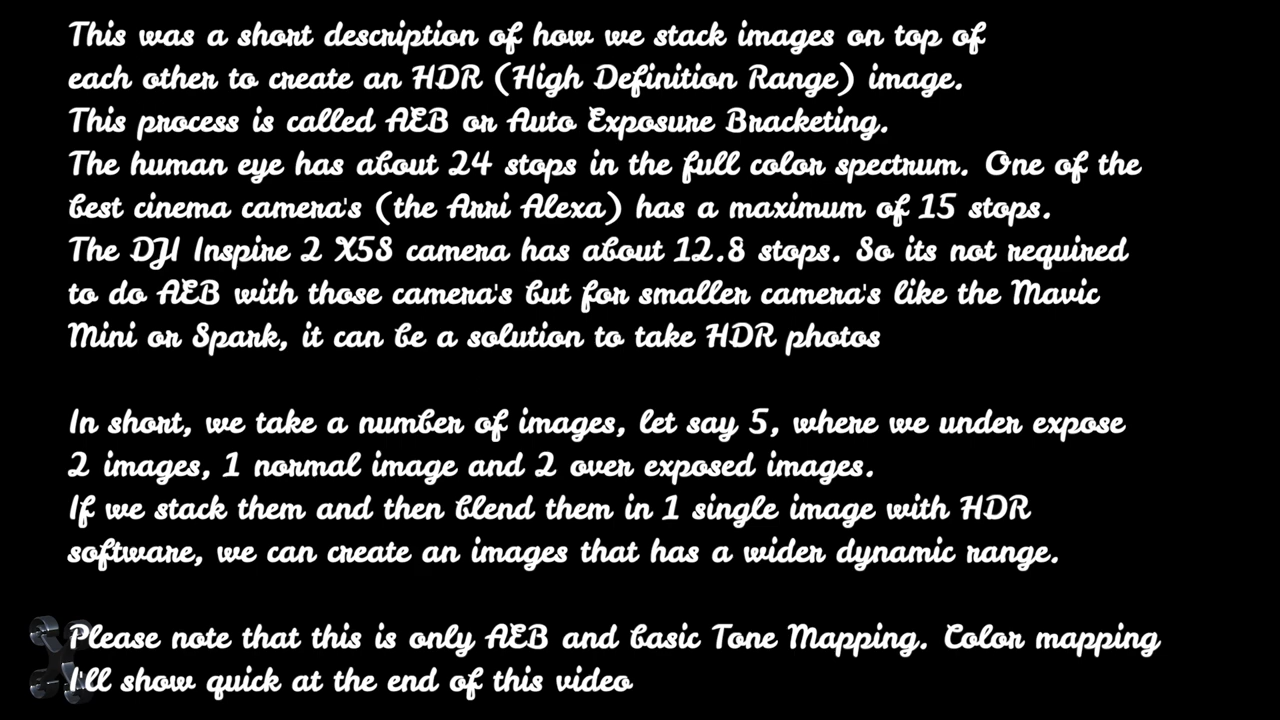 This was a short description of how we stack images on top of
each other to create an HDR (High Definition Range) image.
This process is called AEB or Auto Exposure Bracketing.
The human eye has about 24 stops in the full color spectrum. One of the
best cinema camera's (the Arri Alexa) has a maximum of 15 stops.
The DJI Inspire 2 X5S camera has about 12.8 stops. So its not required
to do AEB with those camera's but for smaller camera's like the Mavic
Mini or Spark, it can be a solution to take HDR photos
In short, we take a number of images, let say 5, where we under expose
2 images, 1 normal image and 2 over exposed images.
If we stack them and then blend them in 1 single image with HDR
software, we can create an images that has a wider dynamic range.
Please note that this is only AEB and basic Tone Mapping. Color mapping
I'll show quick at the end of this video